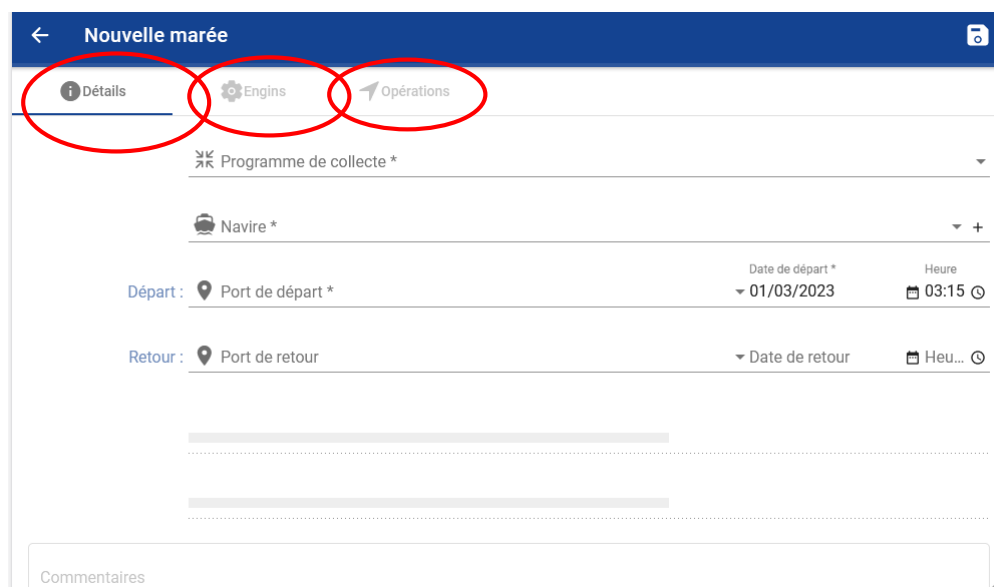 Nouvelle marée
Détails Engins Opérations
Programme de collecte *
Navire *
Date de départ * Heure
Départ : Port de départ * 01/03/2023 03:15
Retour : Port de retour Date de retour Heu...
Commentaires